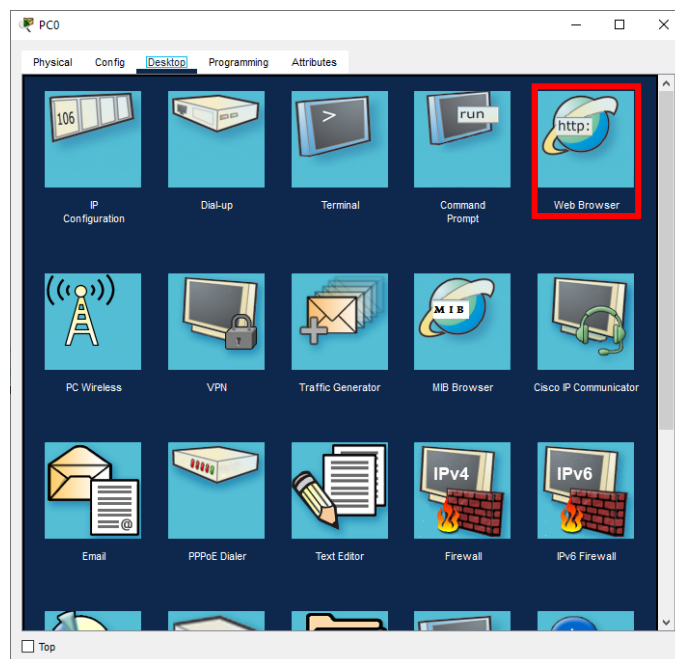 PC0
Physical Config Desktop Programming Attributes
106
>
run
http:
IP
Configuration
Dial-up
Terminal
Command
Prompt
Web Browser
MIB
PC Wireless
VPN
Traffic Generator
MIB Browser
Cisco IP Communicator
@
IPv4
IPv6
Email
PPPoE Dialer
Text Editor
Firewall
IPv6 Firewall
Top